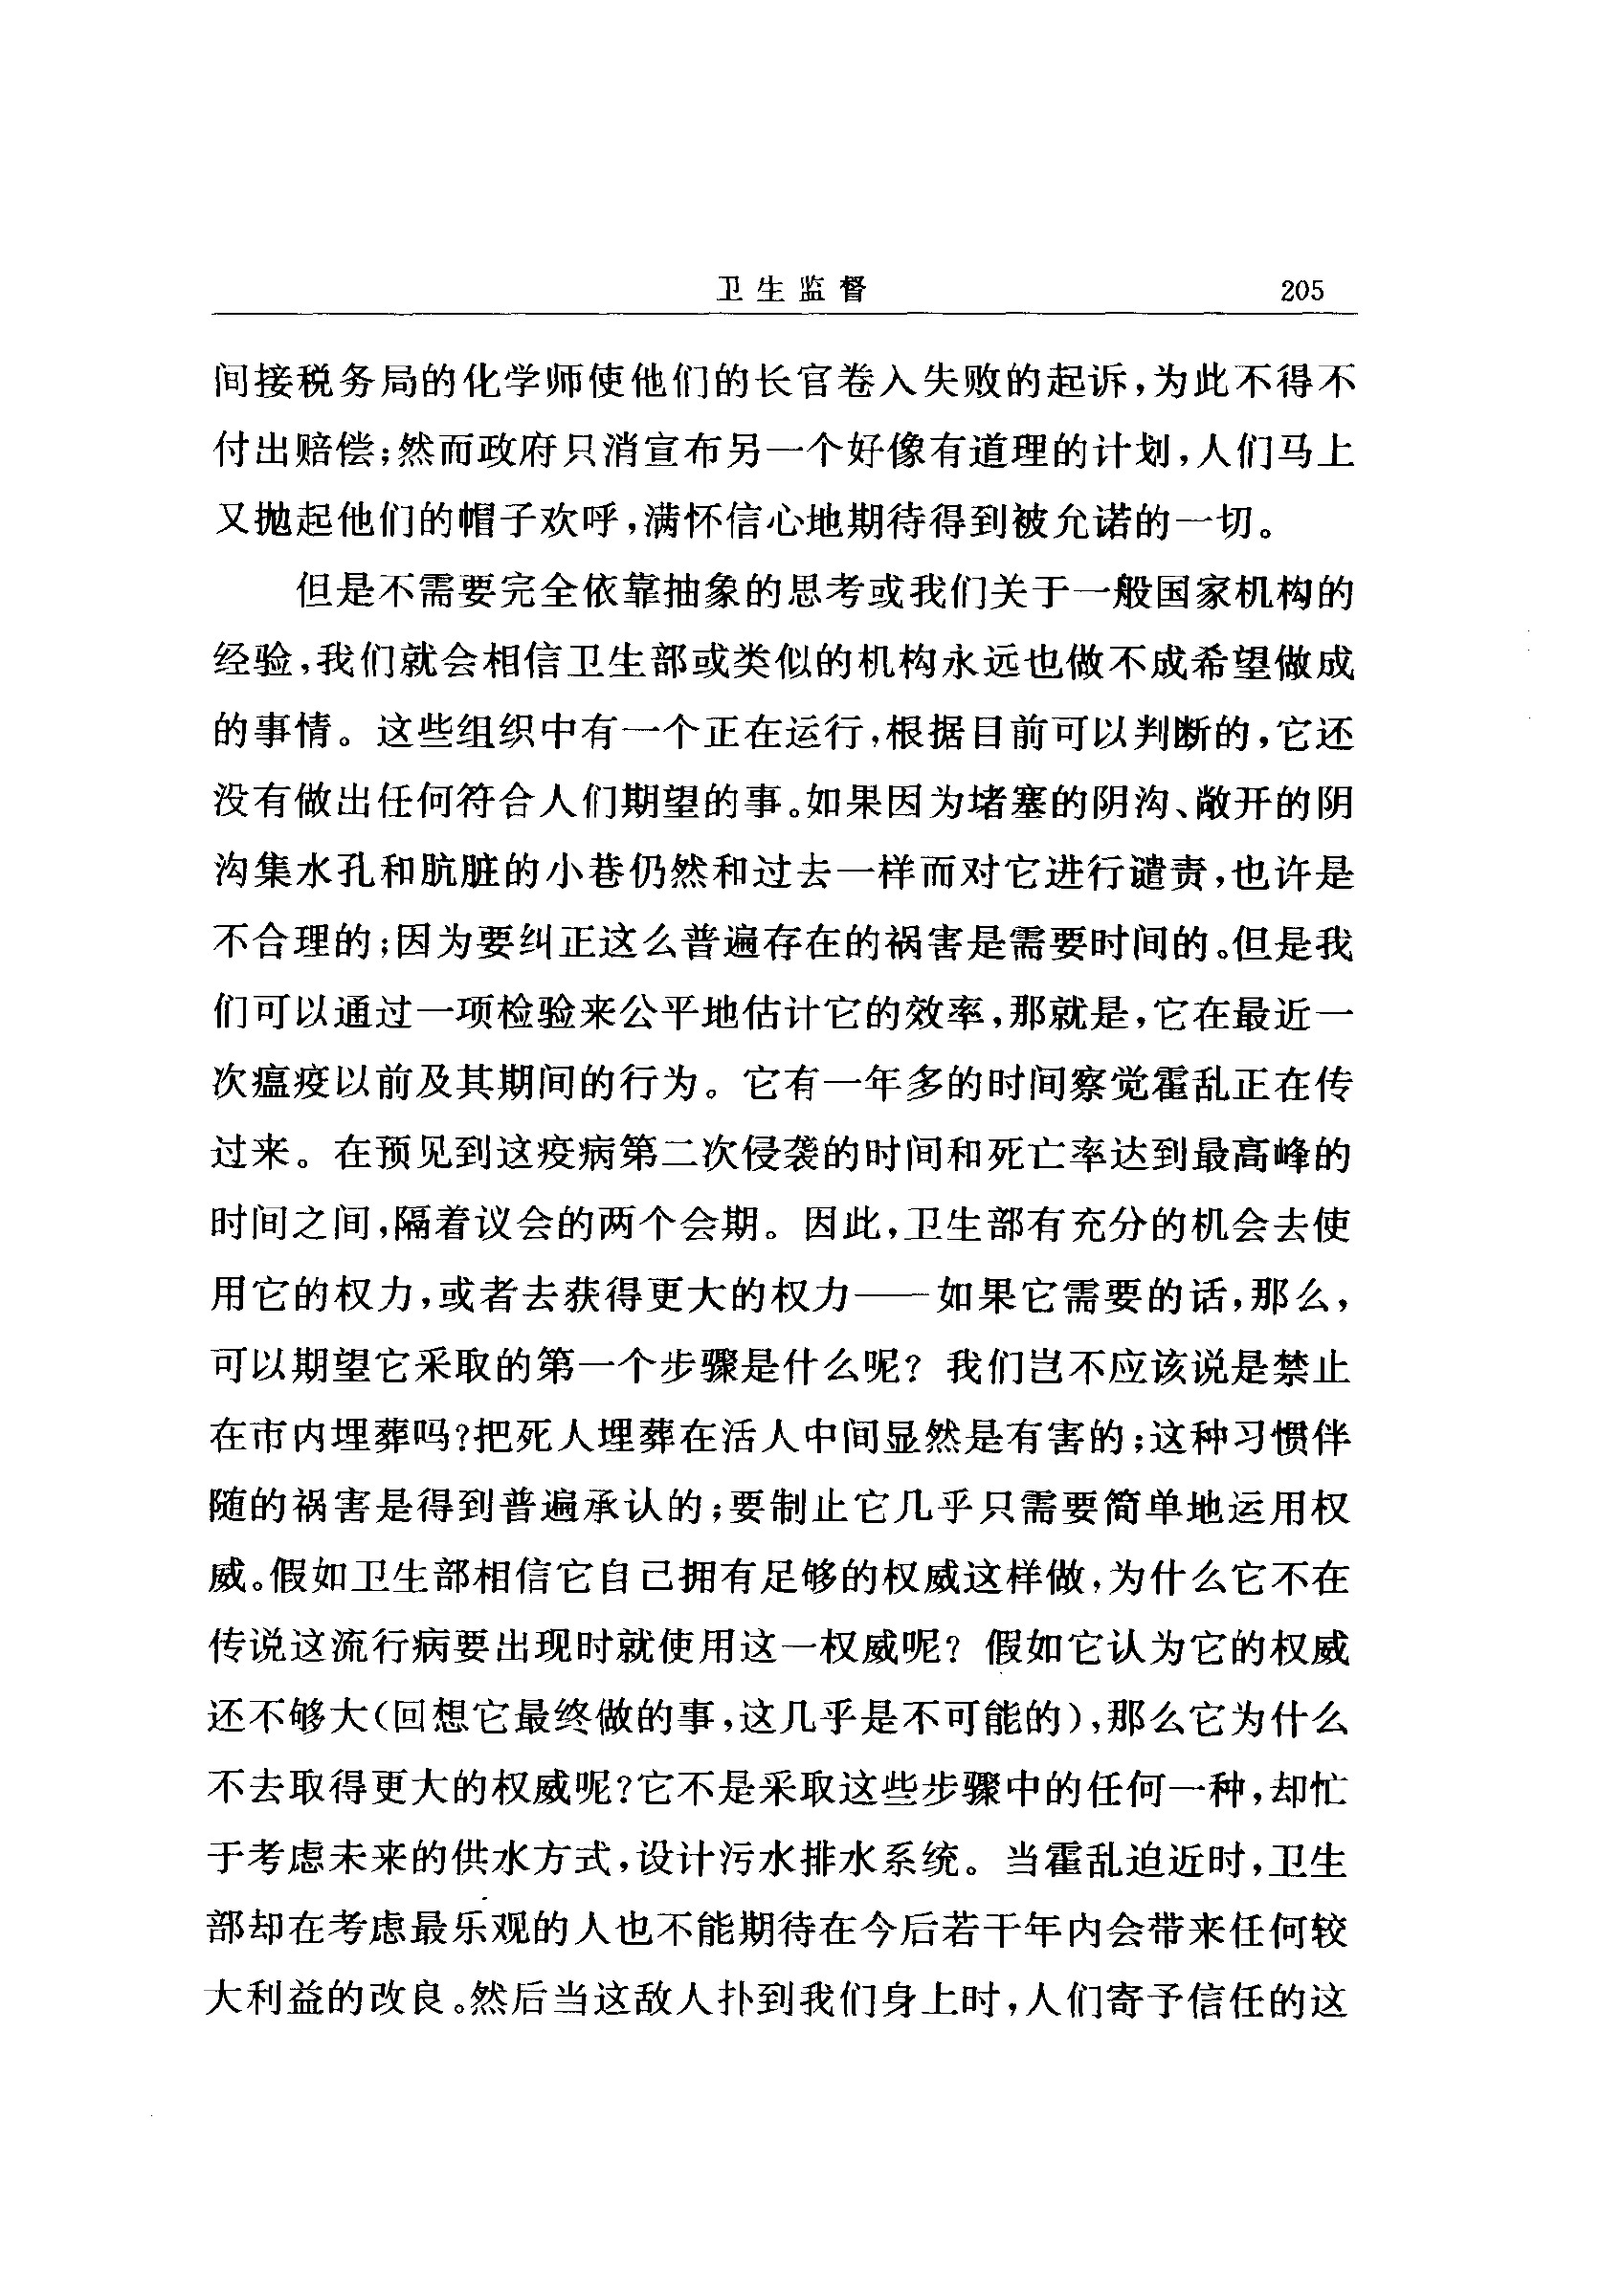 卫生监督 205
间接税务局的化学师使他们的长官卷入失败的起诉,为此不得不
付出赔偿;然而政府只消宣布另一个好像有道理的计划,人们马上
又抛起他们的帽子欢呼,满怀信心地期待得到被允诺的一切。
但是不需要完全依靠抽象的思考或我们关于一般国家机构的
经验,我们就会相信卫生部或类似的机构永远也做不成希望做成
的事情。这些组织中有一个正在运行,根据目前可以判断的,它还
没有做出任何符合人们期望的事。如果因为堵塞的阴沟、敞开的阴
沟集水孔和肮脏的小巷仍然和过去一样而对它进行谴责,也许是
不合理的;因为要纠正这么普遍存在的祸害是需要时间的。但是我
们可以通过一项检验来公平地估计它的效率,那就是,它在最近一
次瘟疫以前及其期间的行为。它有一年多的时间察觉霍乱正在传
过来。在预见到这疫病第二次侵袭的时间和死亡率达到最高峰的
时间之间,隔着议会的两个会期。因此,卫生部有充分的机会去使
用它的权力,或者去获得更大的权力——如果它需要的话,那么,
可以期望它采取的第一个步骤是什么呢?我们岂不应该说是禁止
在市内埋葬吗?把死人埋葬在活人中间显然是有害的;这种习惯伴
随的祸害是得到普遍承认的;要制止它几乎只需要简单地运用权
威。假如卫生部相信它自己拥有足够的权威这样做,为什么它不在
传说这流行病要出现时就使用这一权威呢?假如它认为它的权威
还不够大(回想它最终做的事,这几乎是不可能的),那么它为什么
不去取得更大的权威呢?它不是采取这些步骤中的任何一种,却忙
于考虑未来的供水方式,设计污水排水系统。当霍乱迫近时,卫生
部却在考虑最乐观的人也不能期待在今后若干年内会带来任何较
大利益的改良。然后当这敌人扑到我们身上时,人们寄予信任的这